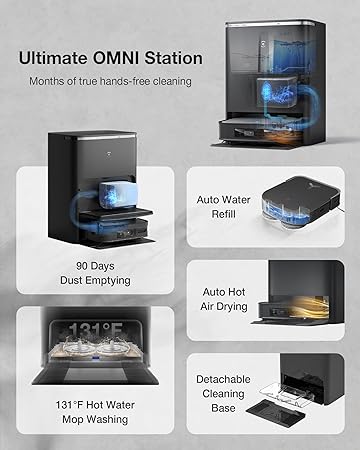 Ultimate OMNI Station
Months of true hands-free cleaning
90 Days
Dust Emptying
Auto Water
Refill
Auto Hot
Air Drying
131°F
131°F Hot Water
Mop Washing
Detachable
Cleaning
Base